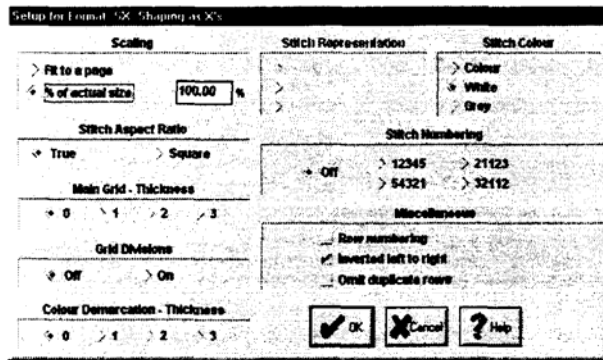 Setup for Format: 5X Shaping as X's
Scaling
Fit to a page
% of actual size 100.00 %
Stitch Aspect Ratio
True Square
Main Grid - Thickness
0 1 2 3
Grid Divisions
Off On
Colour Demarcation - Thickness
0 1 2 3
Stitch Representation
Stitch Colour
Colour
White
Grey
Stitch Numbering
Off
12345 21123
54321 32112
Miscellaneous
Row numbering
Inverted left to right
Omit duplicate rows
OK Cancel Help